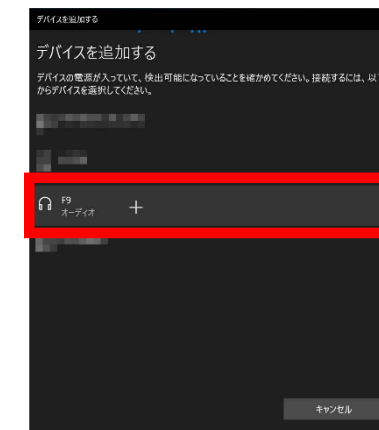 デバイスを追加する
デバイスを追加する
デバイスの電源が入っていて、検出可能になっていることを確かめてください。接続するには、以
からデバイスを選択してください。
F9
オーディオ
キャンセル